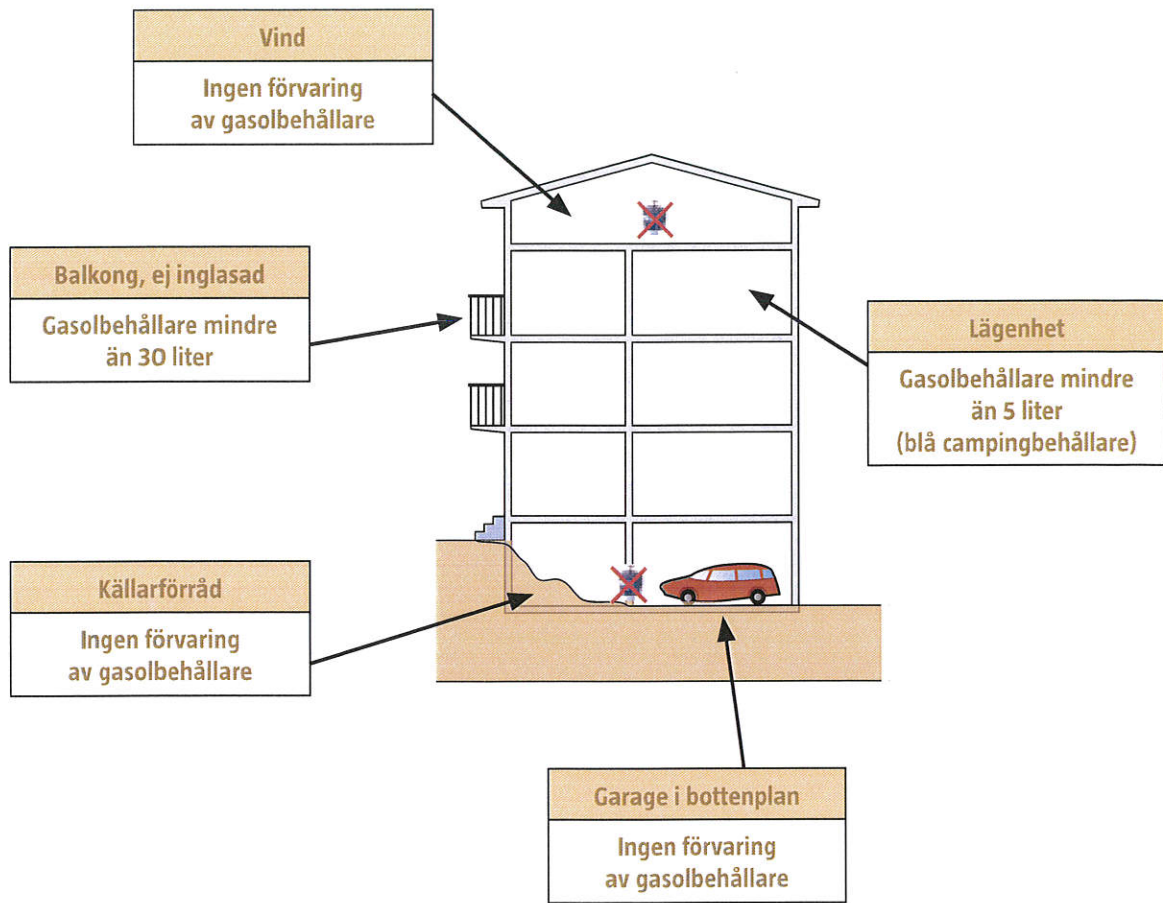 Vind
Ingen förvaring
av gasolbehållare
Balkong, ej inglasad
Gasolbehållare mindre
än 30 liter
Lägenhet
Gasolbehållare mindre
än 5 liter
(blå campingbehållare)
Källarförråd
Ingen förvaring
av gasolbehållare
Garage i bottenplan
Ingen förvaring
av gasolbehållare